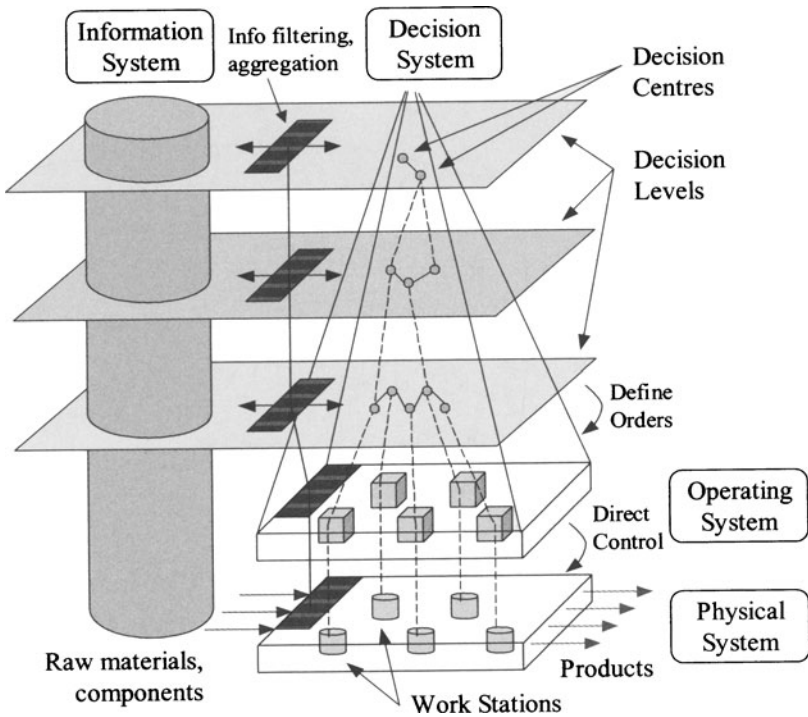 Information
System
Info filtering,
aggregation
Decision
System
Decision
Centres
Decision
Levels
Define
Orders
Operating
System
Direct
Control
Physical
System
Raw materials,
components
Products
Work Stations